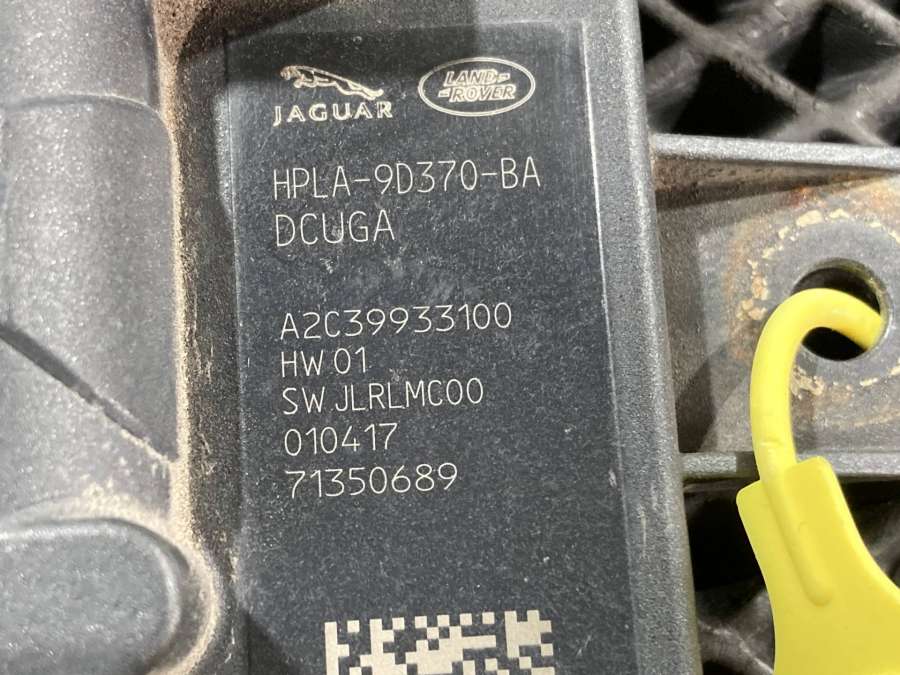 JAGUAR
LAND-
-ROVER
HPLA-9D370-BA
DCUGA
A2C39933100
HW 01
SW JLRLMC00
010417
71350689